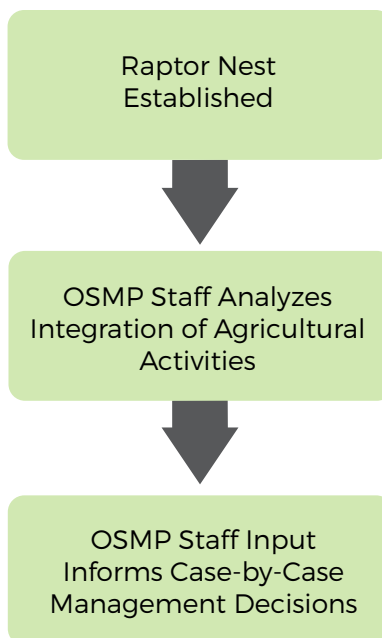 Raptor Nest
Established
OSMP Staff Analyzes
Integration of Agricultural
Activities
OSMP Staff Input
Informs Case-by-Case
Management Decisions